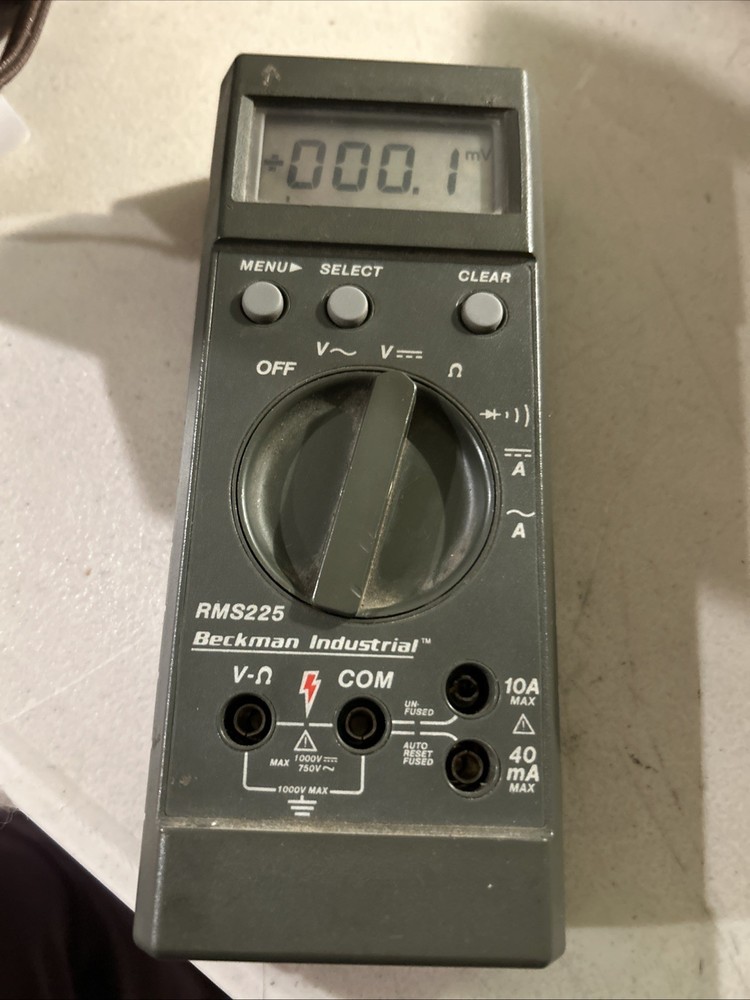 +000.1 mV
MENU▶ SELECT CLEAR
OFF V～ V⎓ Ω
A
A
RMS225
Beckman Industrial™
V-Ω COM
10A
MAX
UN-
FUSED
AUTO
RESET
FUSED
40
mA
MAX
MAX 1000V⎓
750V～
1000V MAX